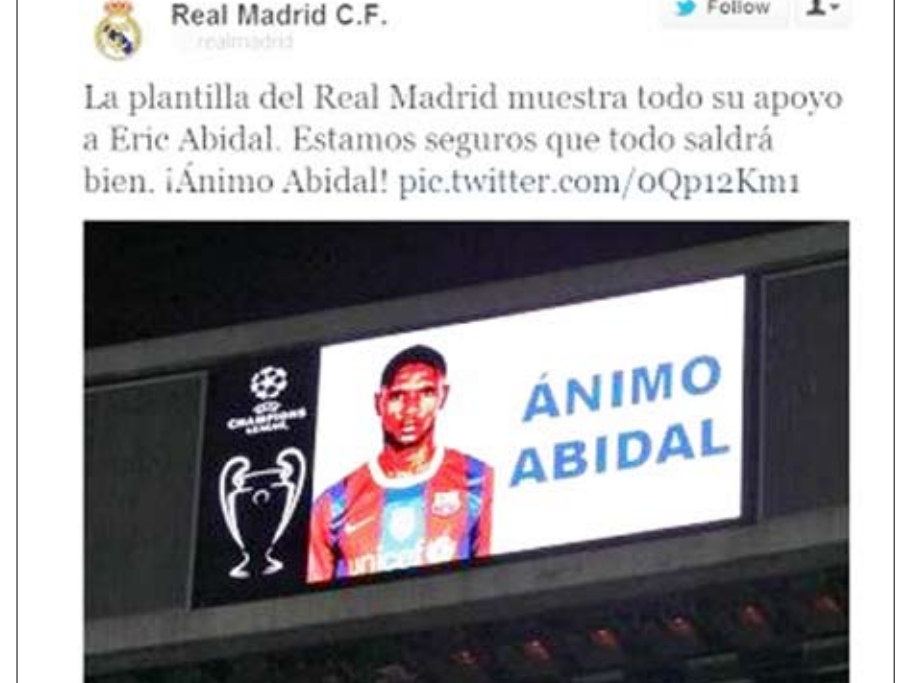 Real Madrid C.F.
realmadrid
Follow
La plantilla del Real Madrid muestra todo su apoyo
a Eric Abidal. Estamos seguros que todo saldrá
bien. ¡Ánimo Abidal! pic.twitter.com/0Qp12Km1
ÁNIMO
ABIDAL
CHAMPIONS
LEAGUE
unicef